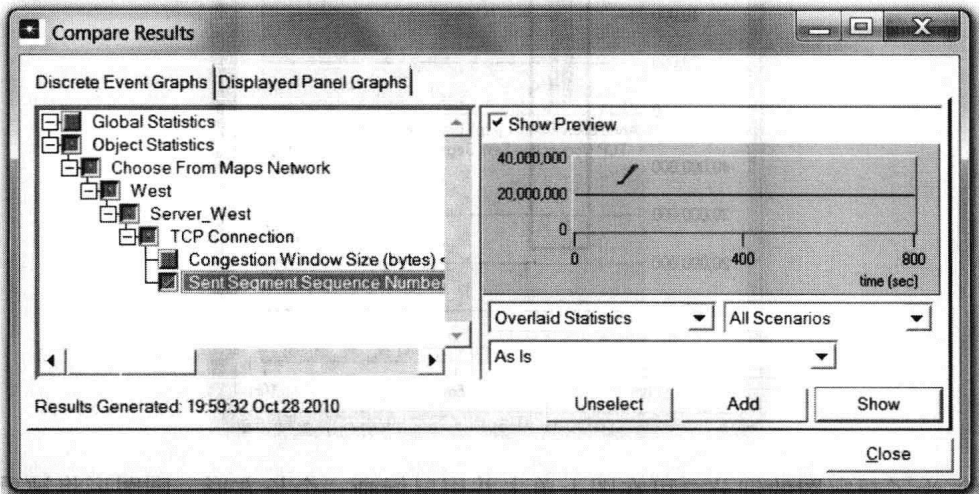 Compare Results
Discrete Event Graphs Displayed Panel Graphs
Global Statistics
Object Statistics
Choose From Maps Network
West
Server_West
TCP Connection
Congestion Window Size (bytes)
Sent Segment Sequence Number
Show Preview
40,000,000
20,000,000
0
0 400 800
time (sec)
Overlaid Statistics All Scenarios
As Is
Results Generated: 19:59:32 Oct 28 2010
Unselect Add Show
Close